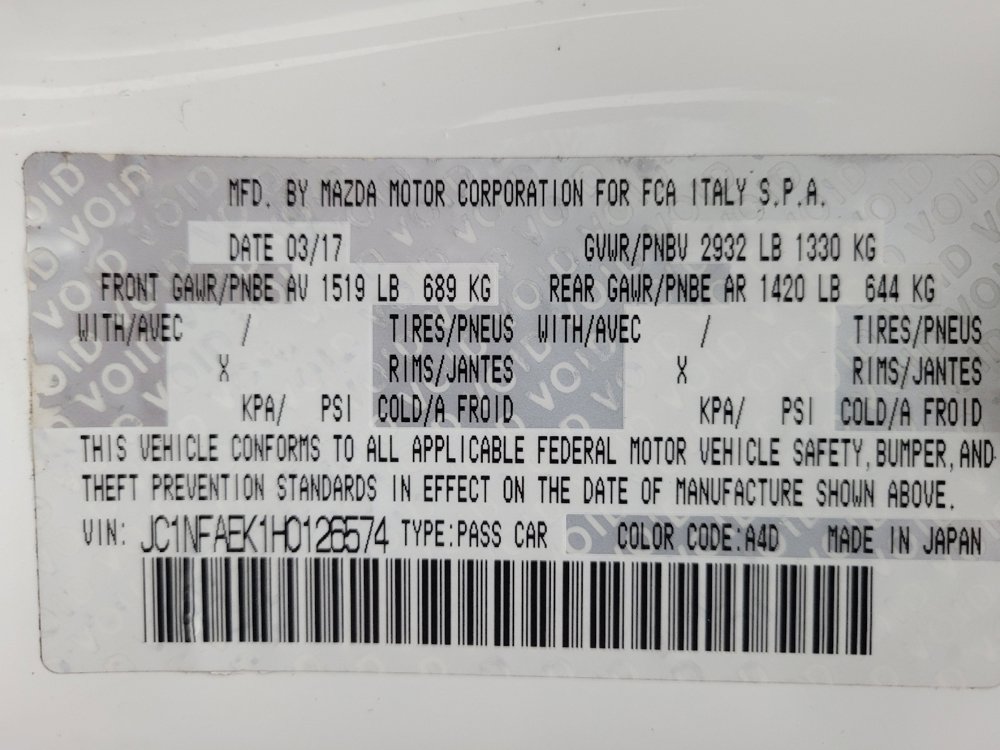 MFD. BY MAZDA MOTOR CORPORATION FOR FCA ITALY S.P.A.
DATE 03/17 GVWR/PNBV 2932 LB 1330 KG
FRONT GAWR/PNBE AV 1519 LB 689 KG REAR GAWR/PNBE AR 1420 LB 644 KG
WITH/AVEC / TIRES/PNEUS WITH/AVEC / TIRES/PNEUS
X RIMS/JANTES X RIMS/JANTES
KPA/ PSI COLD/A FROID KPA/ PSI COLD/A FROID
THIS VEHICLE CONFORMS TO ALL APPLICABLE FEDERAL MOTOR VEHICLE SAFETY, BUMPER, AND
THEFT PREVENTION STANDARDS IN EFFECT ON THE DATE OF MANUFACTURE SHOWN ABOVE.
VIN: JC1NFAEK1H0126574 TYPE:PASS CAR COLOR CODE:A4D MADE IN JAPAN